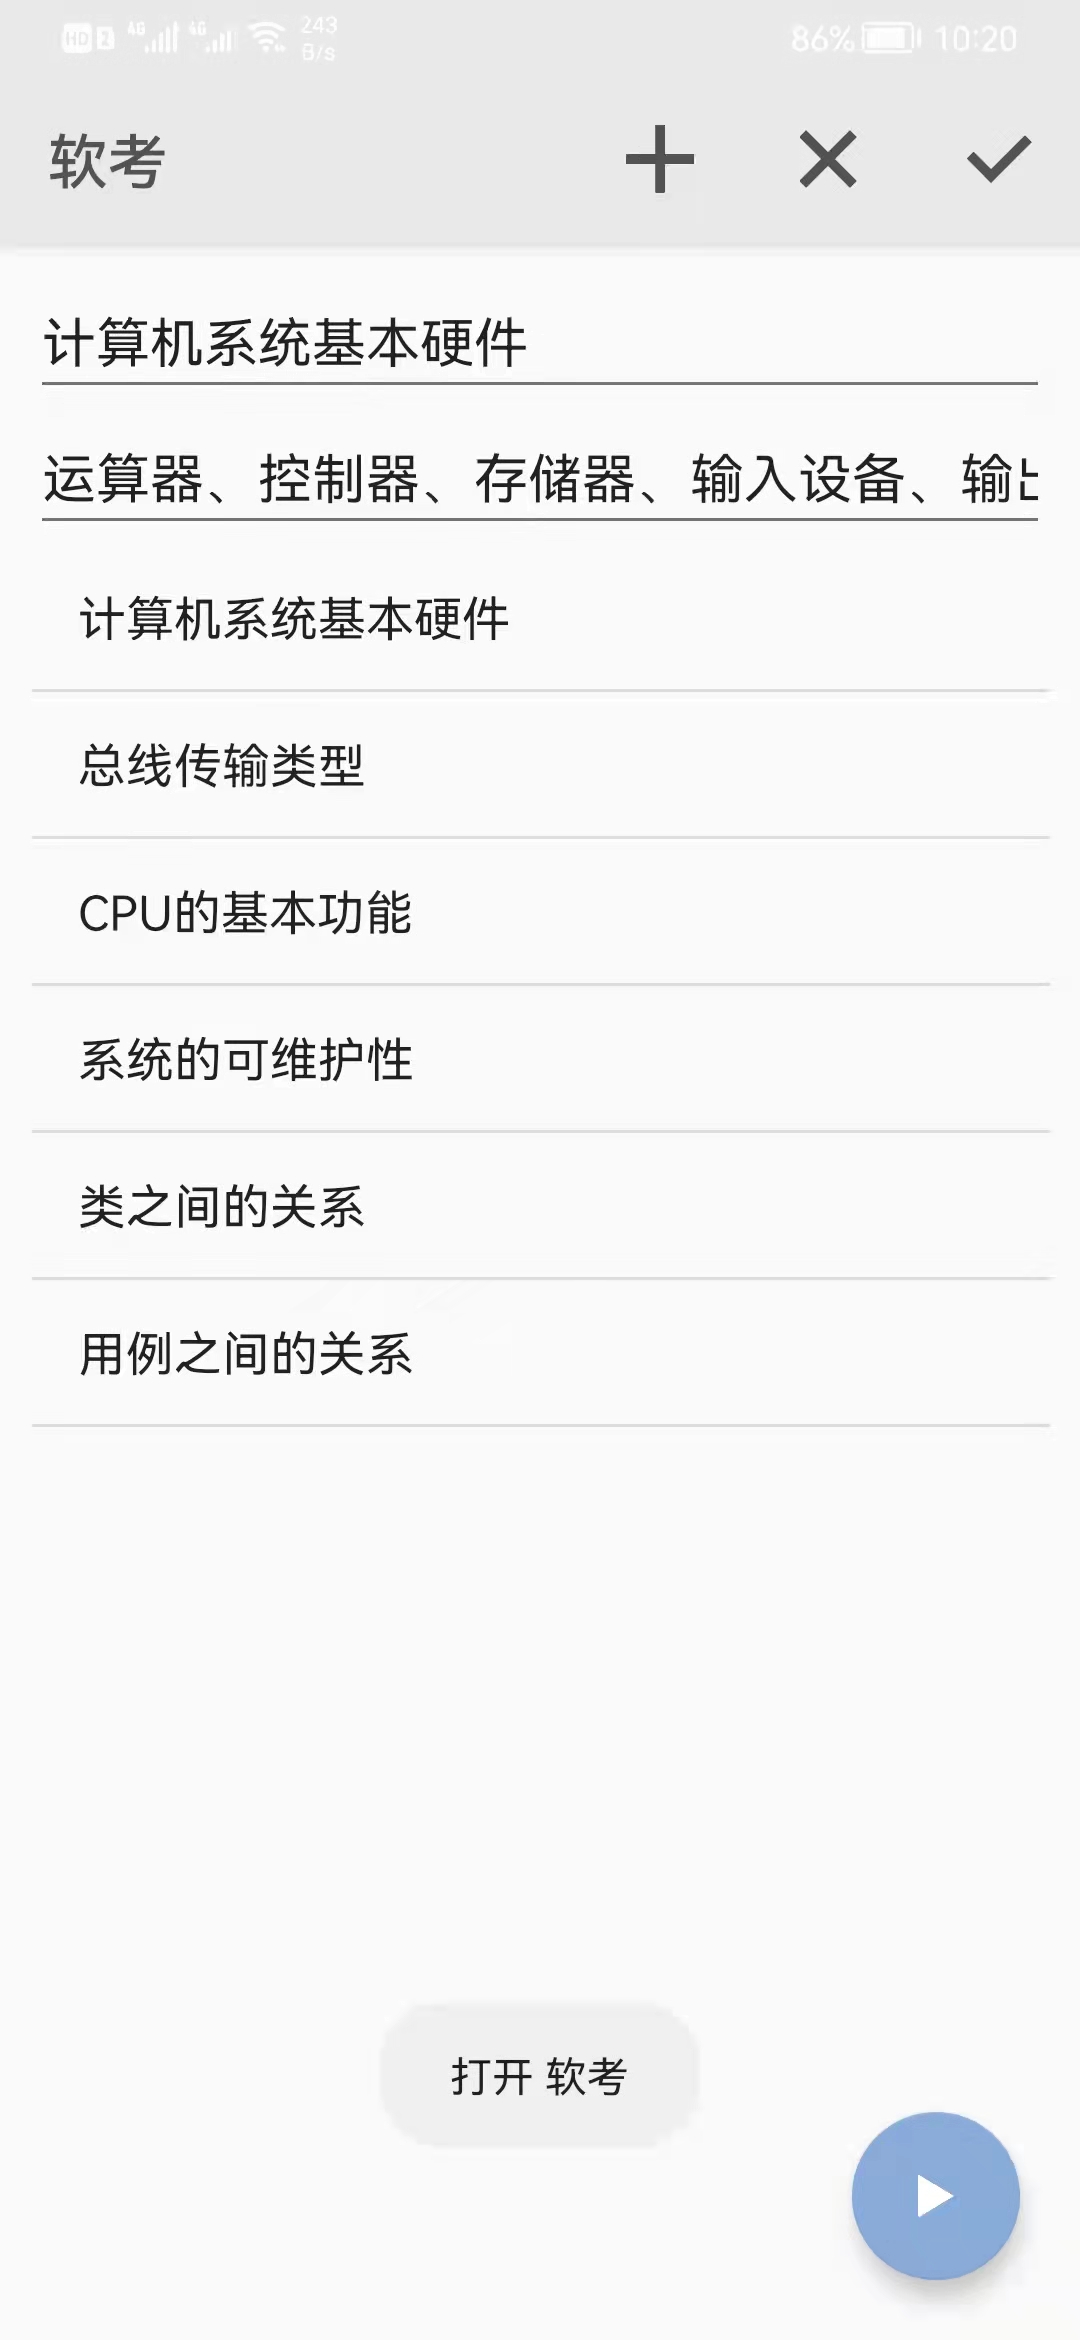 HD 2 4G 4G 243 B/s 86% 10:20
软考
计算机系统基本硬件
运算器、控制器、存储器、输入设备、输
计算机系统基本硬件
总线传输类型
CPU的基本功能
系统的可维护性
类之间的关系
用例之间的关系
打开 软考